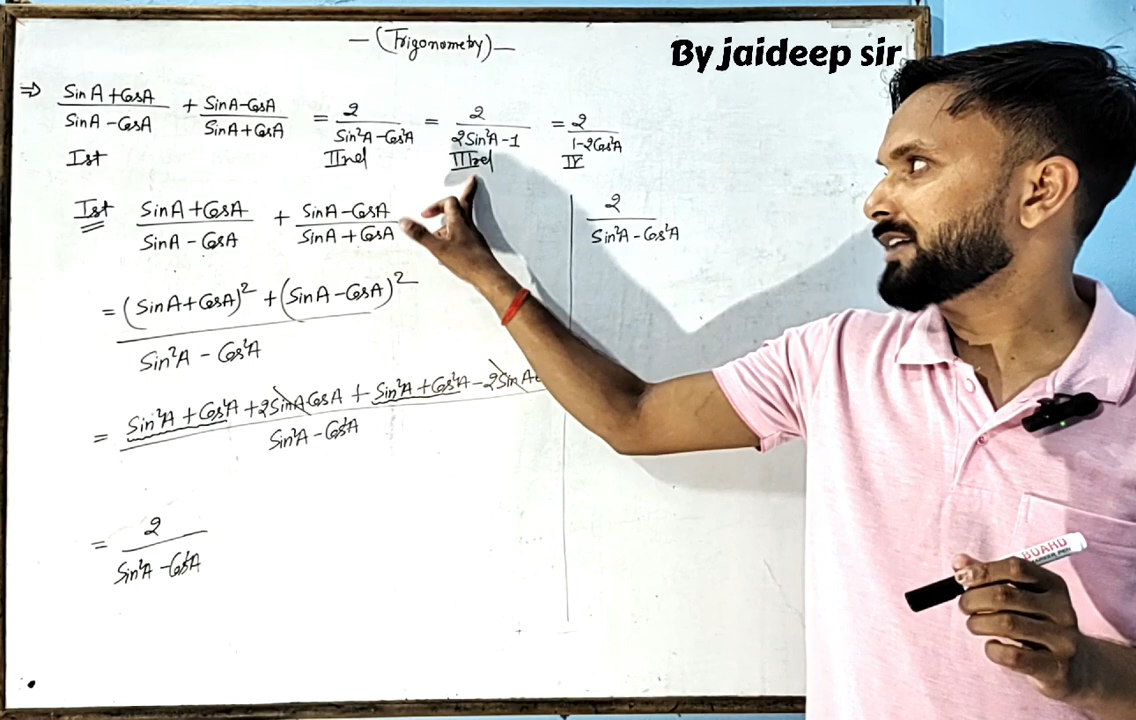 — (Trigonometry) —
By jaideep sir
⇒ SinA + CosA / SinA - CosA + SinA - CosA / SinA + CosA = 2 / Sin²A - Cos²A = 2 / 2Sin²A - 1 = 2 / 1 - 2Cos²A
Ist IInd IIIrd IV
Ist SinA + CosA / SinA - CosA + SinA - CosA / SinA + CosA
= (SinA + CosA)² + (SinA - CosA)² / Sin²A - Cos²A
= Sin²A + Cos²A + 2SinA CosA + Sin²A + Cos²A - 2SinA / Sin²A - Cos²A
= 2 / Sin²A - Cos²A
2 / Sin²A - Cos²A
BOARD